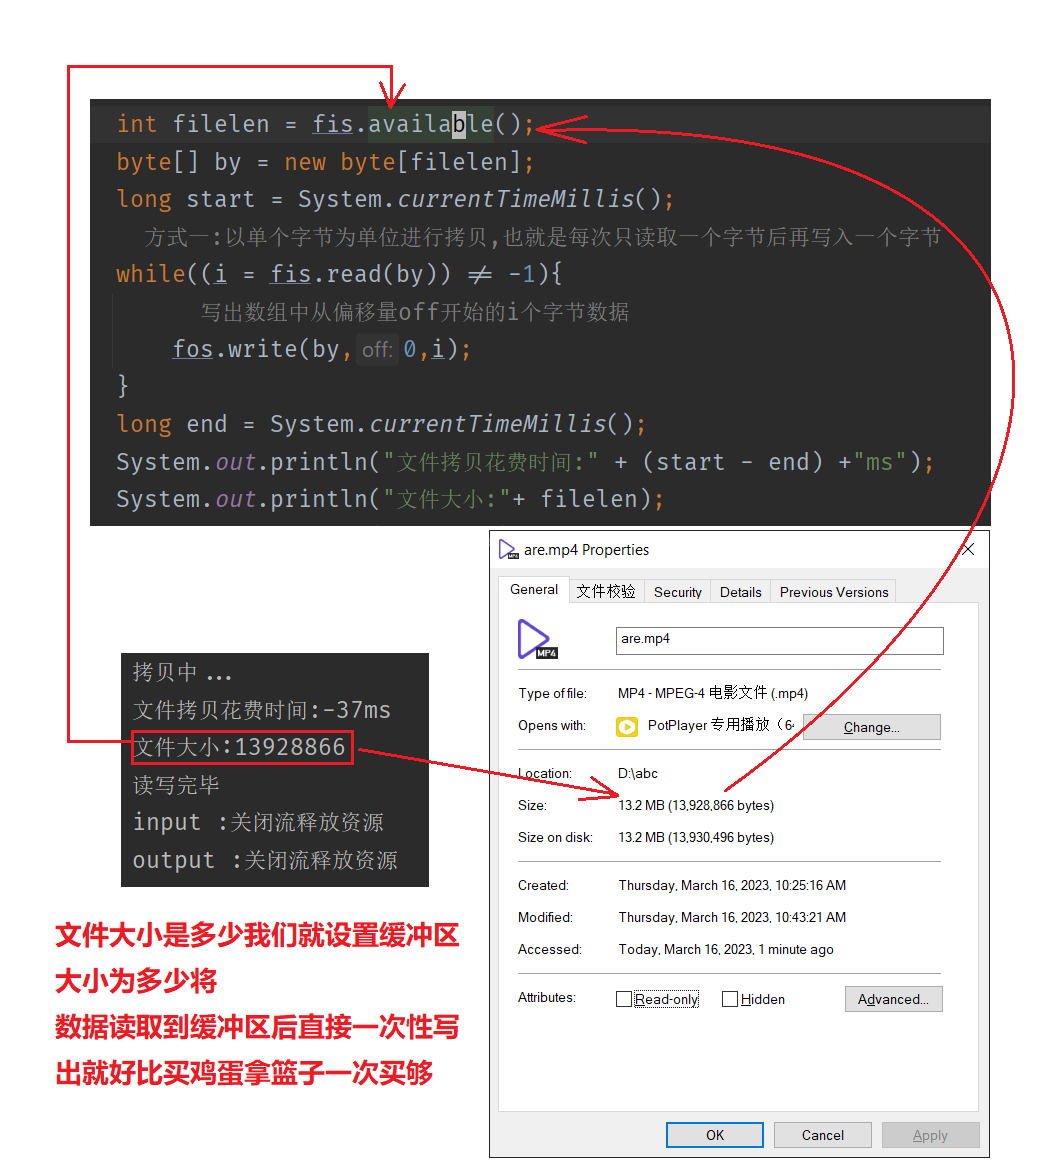 int filelen = fis.available();
byte[] by = new byte[filelen];
long start = System.currentTimeMillis();
方式一:以单个字节为单位进行拷贝,也就是每次只读取一个字节后再写入一个字节
while((i = fis.read(by)) ≠ -1){
写出数组中从偏移量off开始的i个字节数据
fos.write(by, off: 0,i);
}
long end = System.currentTimeMillis();
System.out.println("文件拷贝花费时间:" + (start - end) +"ms");
System.out.println("文件大小:"+ filelen);
拷贝中...
文件拷贝花费时间:-37ms
文件大小:13928866
读写完毕
input :关闭流释放资源
output :关闭流释放资源
文件大小是多少我们就设置缓冲区
大小为多少将
数据读取到缓冲区后直接一次性写
出就好比买鸡蛋拿篮子一次买够
are.mp4 Properties
General 文件校验 Security Details Previous Versions
MP4
are.mp4
Type of file: MP4 - MPEG-4 电影文件 (.mp4)
Opens with: PotPlayer 专用播放（64 Change...
Location: D:\abc
Size: 13.2 MB (13,928,866 bytes)
Size on disk: 13.2 MB (13,930,496 bytes)
Created: Thursday, March 16, 2023, 10:25:16 AM
Modified: Thursday, March 16, 2023, 10:43:21 AM
Accessed: Today, March 16, 2023, 1 minute ago
Attributes: Read-only Hidden Advanced...
OK Cancel Apply